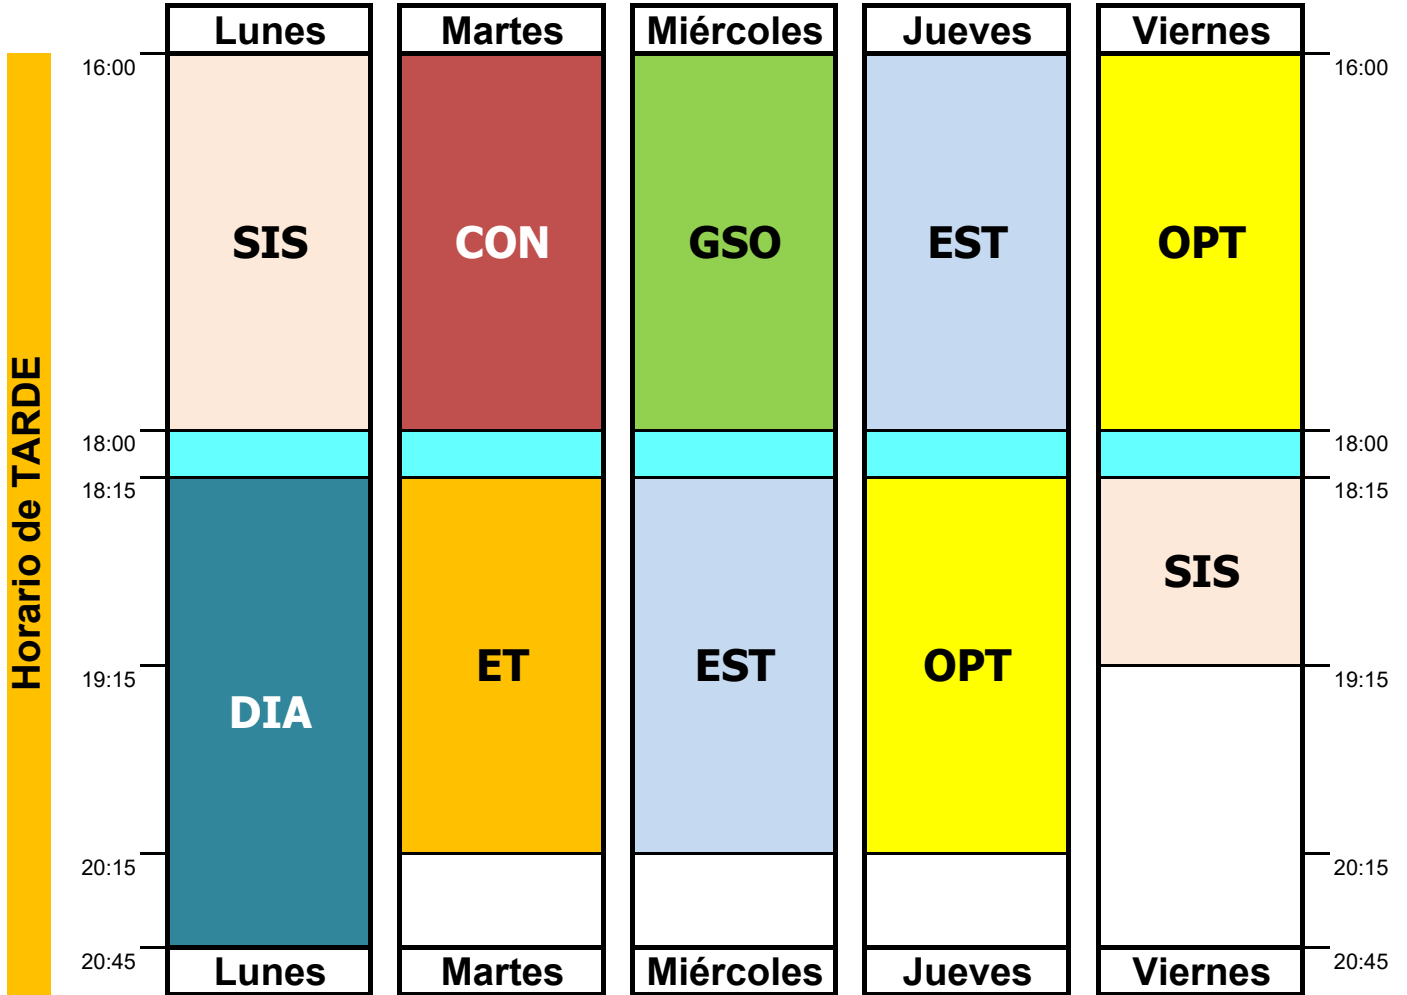 Lunes Martes Miércoles Jueves Viernes
16:00 16:00
SIS CON GSO EST OPT
Horario de TARDE
18:00 18:00
18:15 18:15
SIS
ET EST OPT
19:15 19:15
DIA
20:15 20:15
20:45 20:45
Lunes Martes Miércoles Jueves Viernes